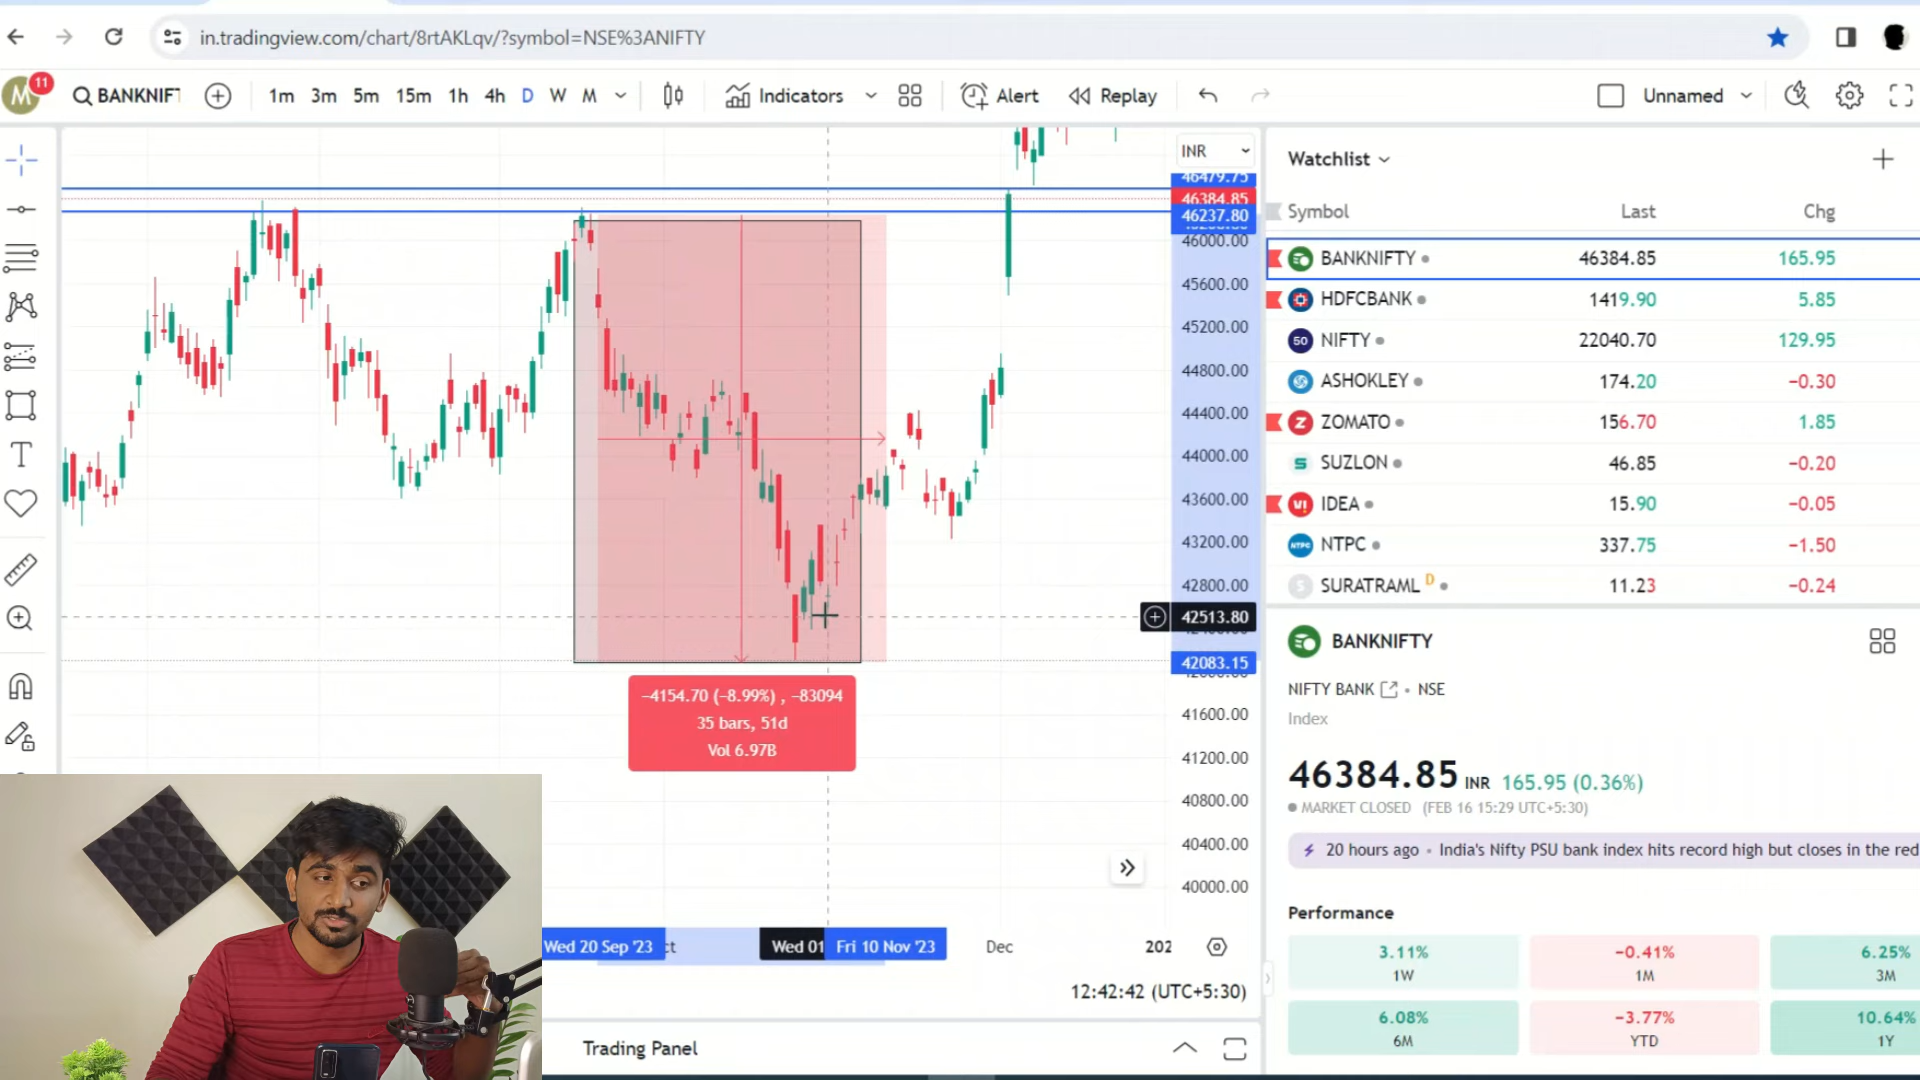 in.tradingview.com/chart/8rtAKLqv/?symbol=NSE%3ANIFTY
M 11 BANKNIFT 1m 3m 5m 15m 1h 4h D W M Indicators Alert Replay Unnamed
INR
46479.75
46384.85
46237.80
46000.00
45600.00
45200.00
44800.00
44400.00
44000.00
43600.00
43200.00
42800.00
42513.80
42083.15
41600.00
41200.00
40800.00
40400.00
40000.00
−4154.70 (−8.99%) , −83094
35 bars, 51d
Vol 6.97B
Wed 20 Sep '23 ct Wed 01 Fri 10 Nov '23 Dec 202
12:42:42 (UTC+5:30)
Trading Panel
Watchlist
Symbol Last Chg
BANKNIFTY 46384.85 165.95
HDFCBANK 1419.90 5.85
50 NIFTY 22040.70 129.95
ASHOKLEY 174.20 −0.30
Z ZOMATO 156.70 1.85
S SUZLON 46.85 −0.20
VI IDEA 15.90 −0.05
NTPC NTPC 337.75 −1.50
S SURATRAML D 11.23 −0.24
BANKNIFTY
NIFTY BANK • NSE
Index
46384.85 INR 165.95 (0.36%)
MARKET CLOSED (FEB 16 15:29 UTC+5:30)
20 hours ago • India's Nifty PSU bank index hits record high but closes in the red
Performance
3.11% −0.41% 6.25%
1W 1M 3M
6.08% −3.77% 10.64%
6M YTD 1Y